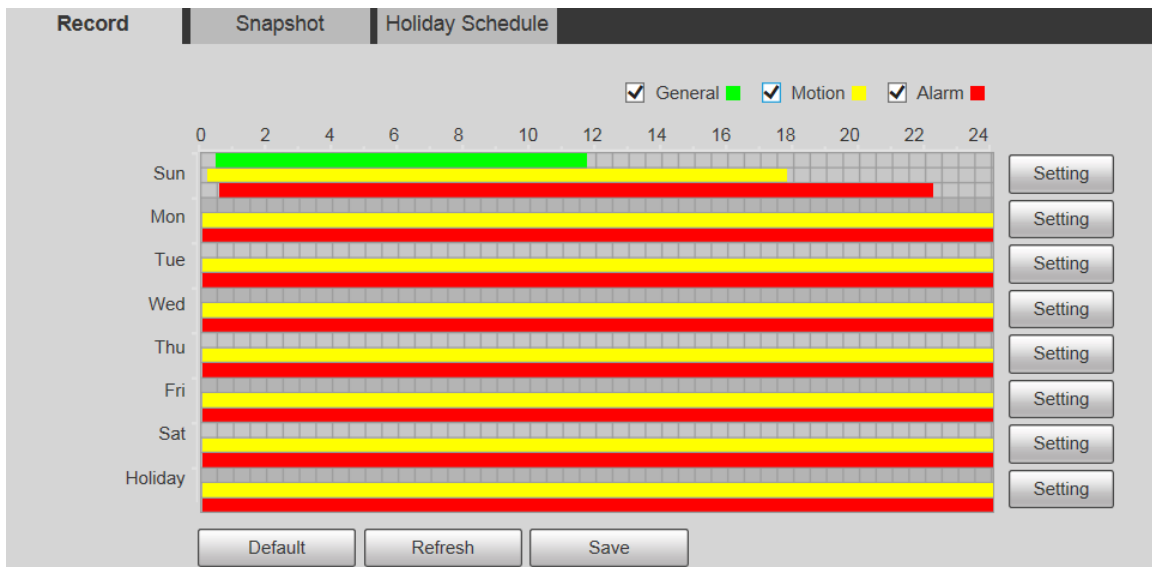 Record Snapshot Holiday Schedule
General Motion Alarm
0 2 4 6 8 10 12 14 16 18 20 22 24
Sun Setting
Mon Setting
Tue Setting
Wed Setting
Thu Setting
Fri Setting
Sat Setting
Holiday Setting
Default Refresh Save